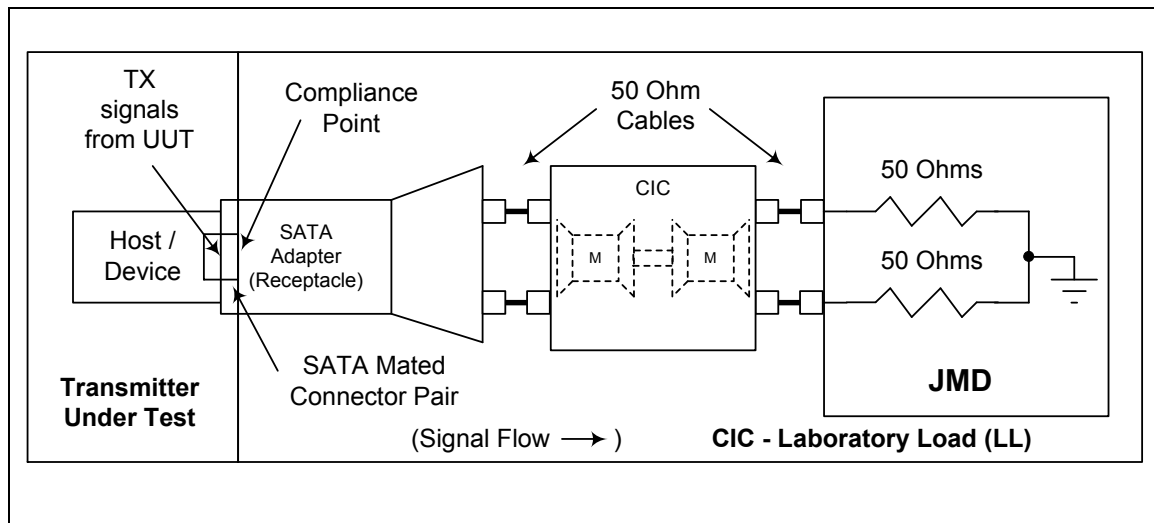 TX
signals
from UUT
Compliance
Point
50 Ohm
Cables
Host /
Device
SATA
Adapter
(Receptacle)
CIC
M
M
50 Ohms
50 Ohms
JMD
SATA Mated
Connector Pair
Transmitter
Under Test
(Signal Flow → )
CIC - Laboratory Load (LL)